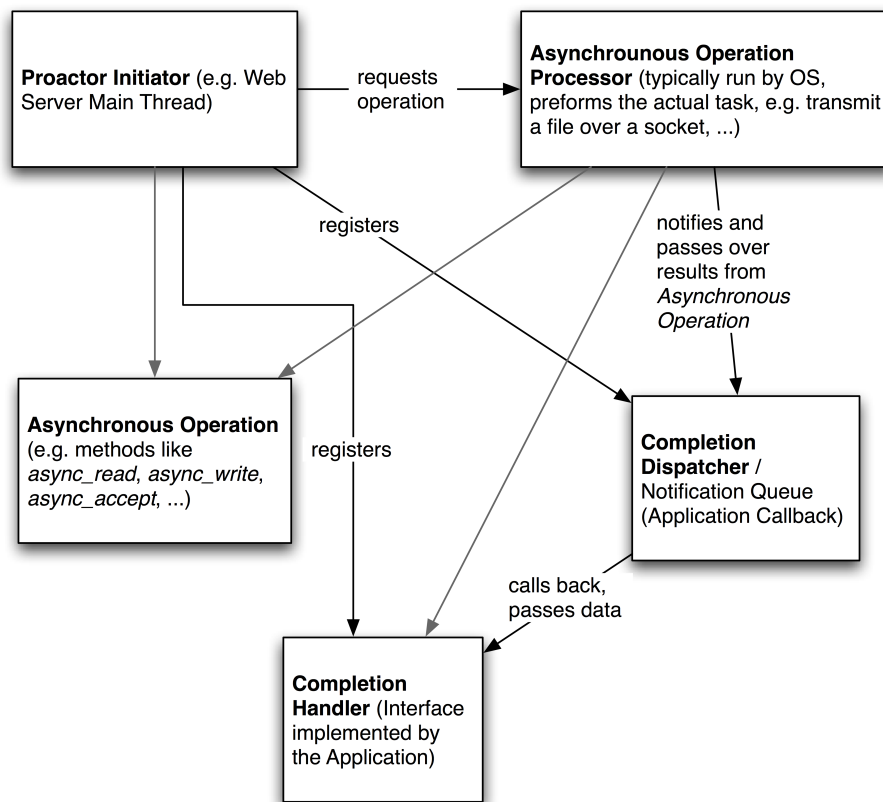 Proactor Initiator (e.g. Web
Server Main Thread)
requests
operation
Asynchrounous Operation
Processor (typically run by OS,
preforms the actual task, e.g. transmit
a file over a socket, ...)
registers
notifies and
passes over
results from
Asynchronous
Operation
Asynchronous Operation
(e.g. methods like
async_read, async_write,
async_accept, ...)
registers
Completion
Dispatcher /
Notification Queue
(Application Callback)
calls back,
passes data
Completion
Handler (Interface
implemented by
the Application)